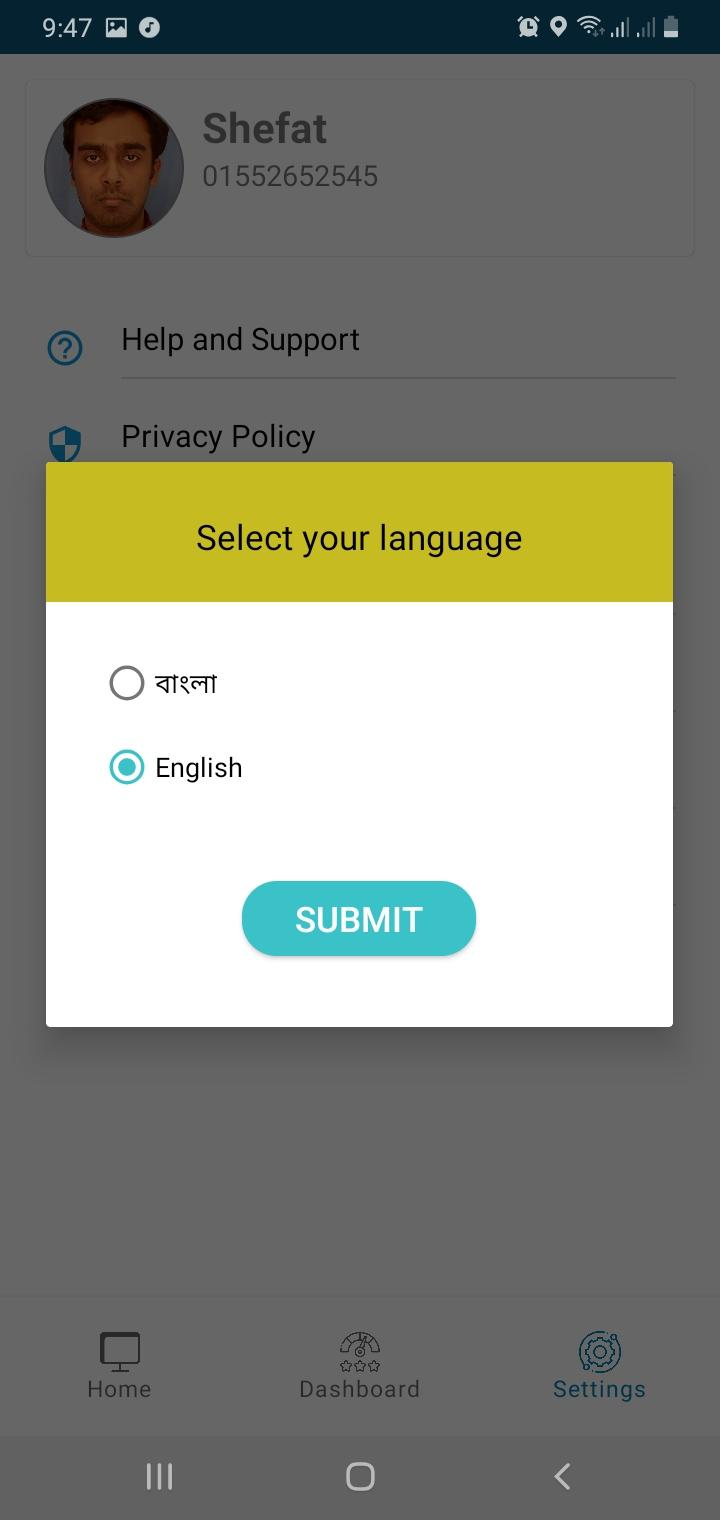 9:47
Shefat
01552652545
Help and Support
Privacy Policy
Select your language
বাংলা
English
SUBMIT
Home
Dashboard
Settings